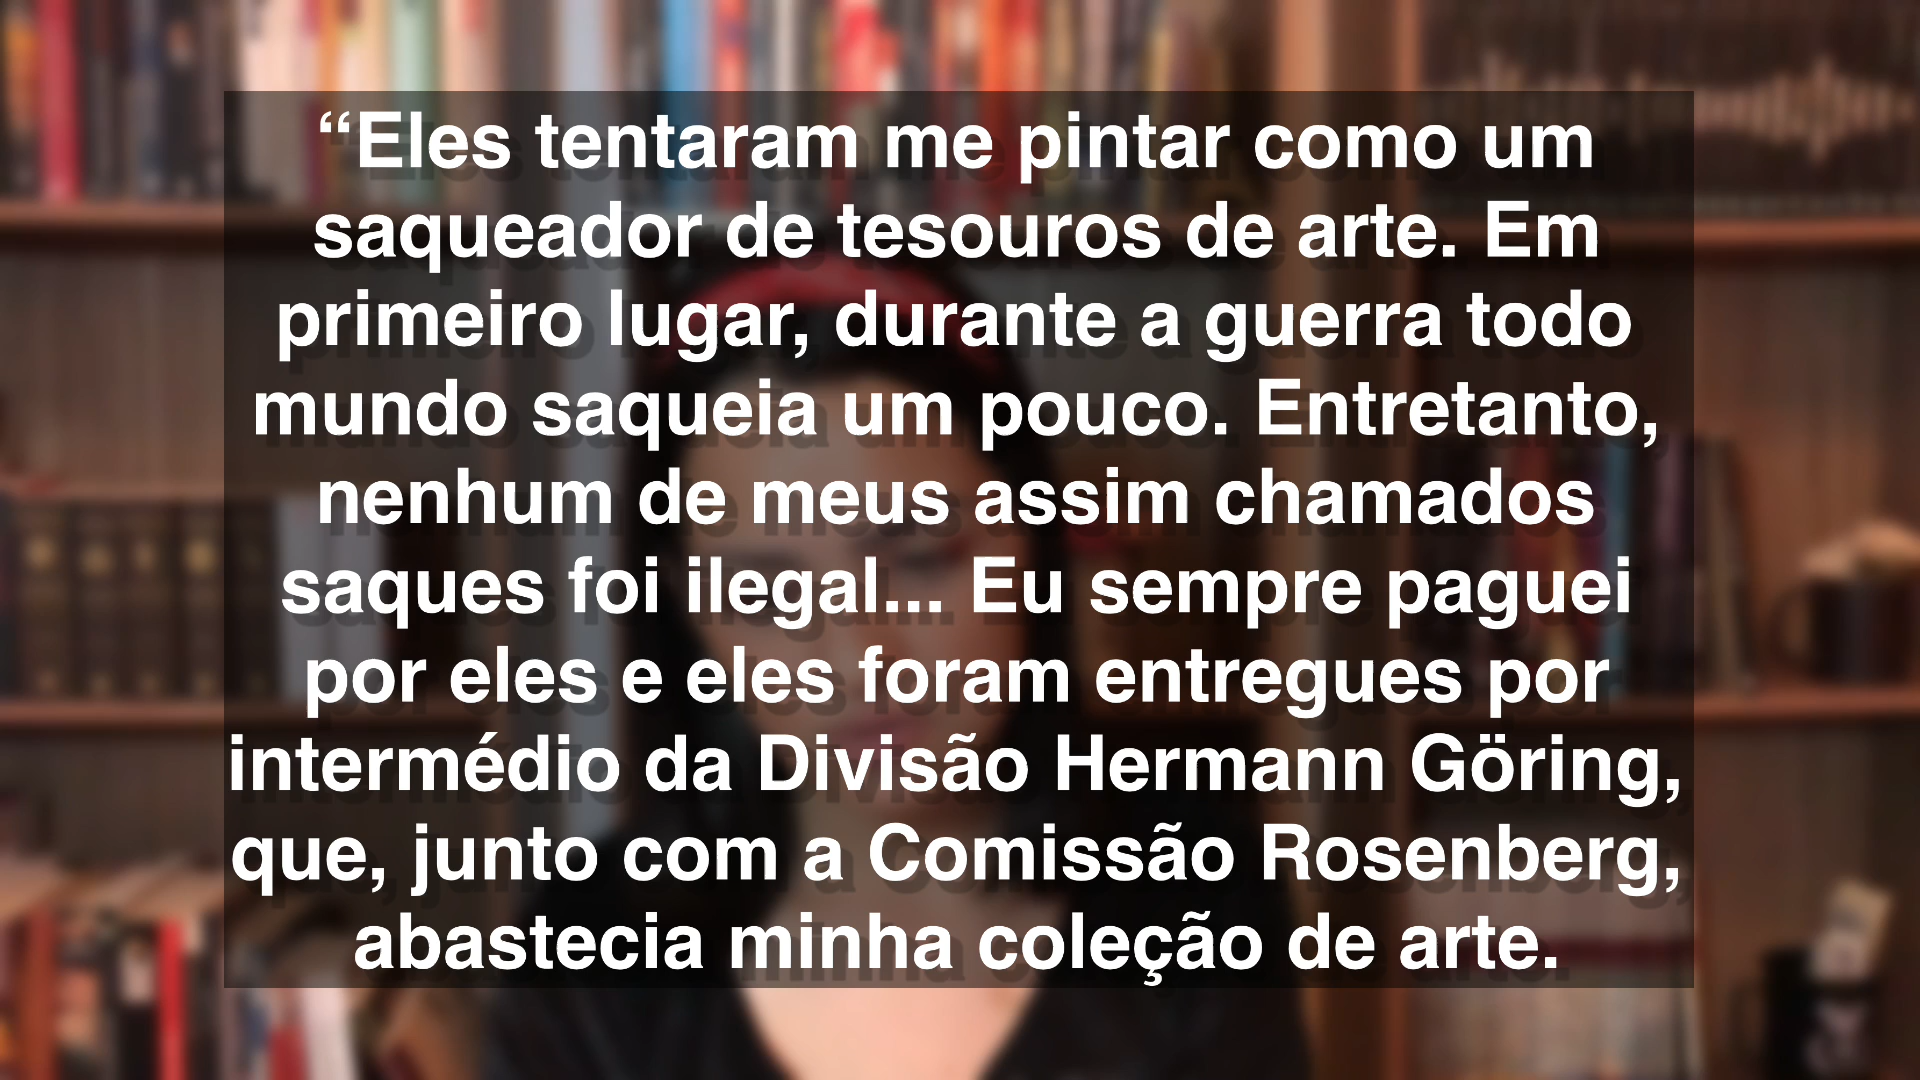 “Eles tentaram me pintar como um
saqueador de tesouros de arte. Em
primeiro lugar, durante a guerra todo
mundo saqueia um pouco. Entretanto,
nenhum de meus assim chamados
saques foi ilegal... Eu sempre paguei
por eles e eles foram entregues por
intermédio da Divisão Hermann Göring,
que, junto com a Comissão Rosenberg,
abastecia minha coleção de arte.